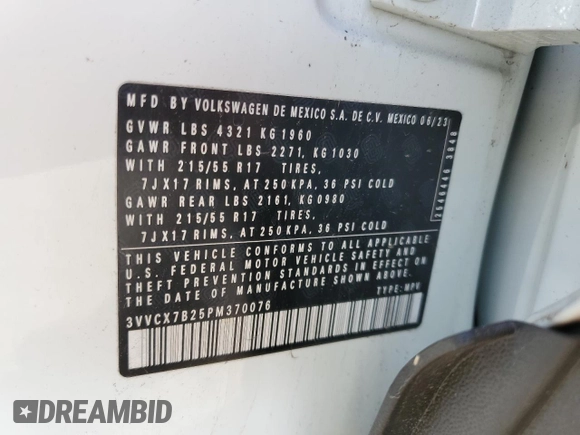 MFD BY VOLKSWAGEN DE MEXICO S.A. DE C.V. MEXICO 06/23
GVWR LBS 4321 KG 1960
GAWR FRONT LBS 2271, KG 1030
WITH 215/55 R17 TIRES,
7JX17 RIMS, AT 250 KPA, 36 PSI COLD
GAWR REAR LBS 2161, KG 0980
WITH 215/55 R17 TIRES,
7JX17 RIMS, AT 250 KPA, 36 PSI COLD
THIS VEHICLE CONFORMS TO ALL APPLICABLE
U.S. FEDERAL MOTOR VEHICLE SAFETY AND
THEFT PREVENTION STANDARDS IN EFFECT ON
THE DATE OF MANUFACTURE SHOWN ABOVE.
3VVCX7B25PM370076 TYPE: MPV
2546446 3848
DREAMBID